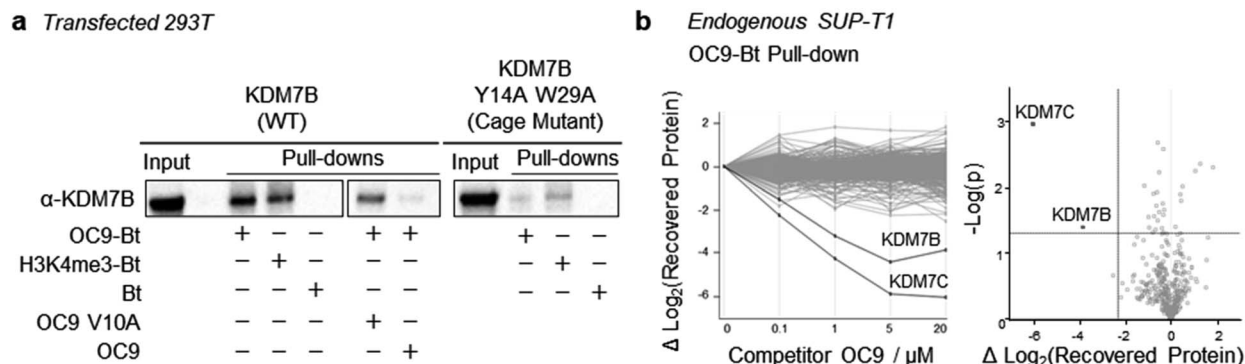 a Transfected 293T
KDM7B
(WT)
KDM7B
Y14A W29A
(Cage Mutant)
Input Pull-downs Input Pull-downs
α-KDM7B
OC9-Bt + – – + + + – –
H3K4me3-Bt – + – – – – + –
Bt – – + – – – – +
OC9 V10A – – – + – – – –
OC9 – – – – + – – –
b Endogenous SUP-T1
OC9-Bt Pull-down
Δ Log2(Recovered Protein)
2
0
-2
-4
-6
KDM7B
KDM7C
0 0.1 1 5 20
Competitor OC9 / µM
-Log(p)
3
2
1
0
KDM7C
KDM7B
-6 -4 -2 0 2
Δ Log2(Recovered Protein)